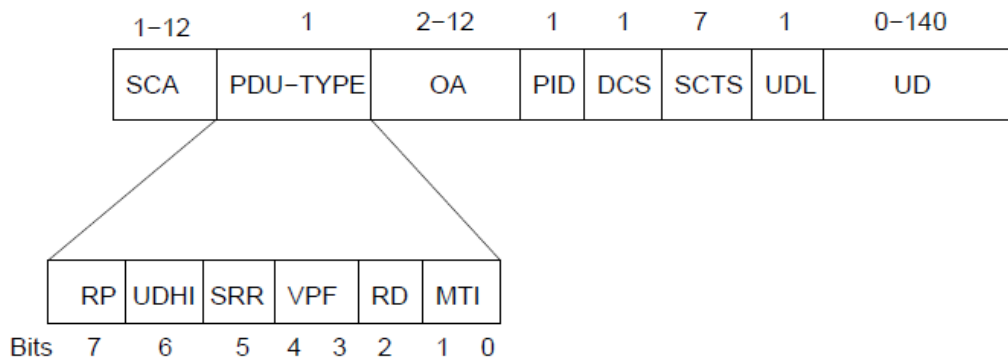 1−12 1 2−12 1 1 7 1 0−140
SCA PDU−TYPE OA PID DCS SCTS UDL UD
RP UDHI SRR VPF RD MTI
Bits 7 6 5 4 3 2 1 0